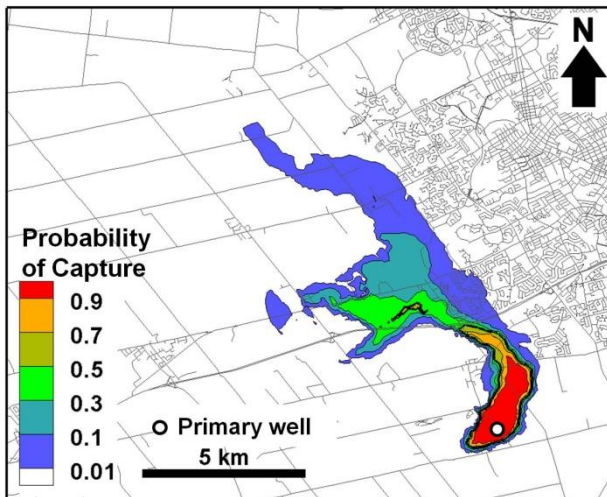 N
Probability
of Capture
0.9
0.7
0.5
0.3
0.1
0.01
Primary well
5 km